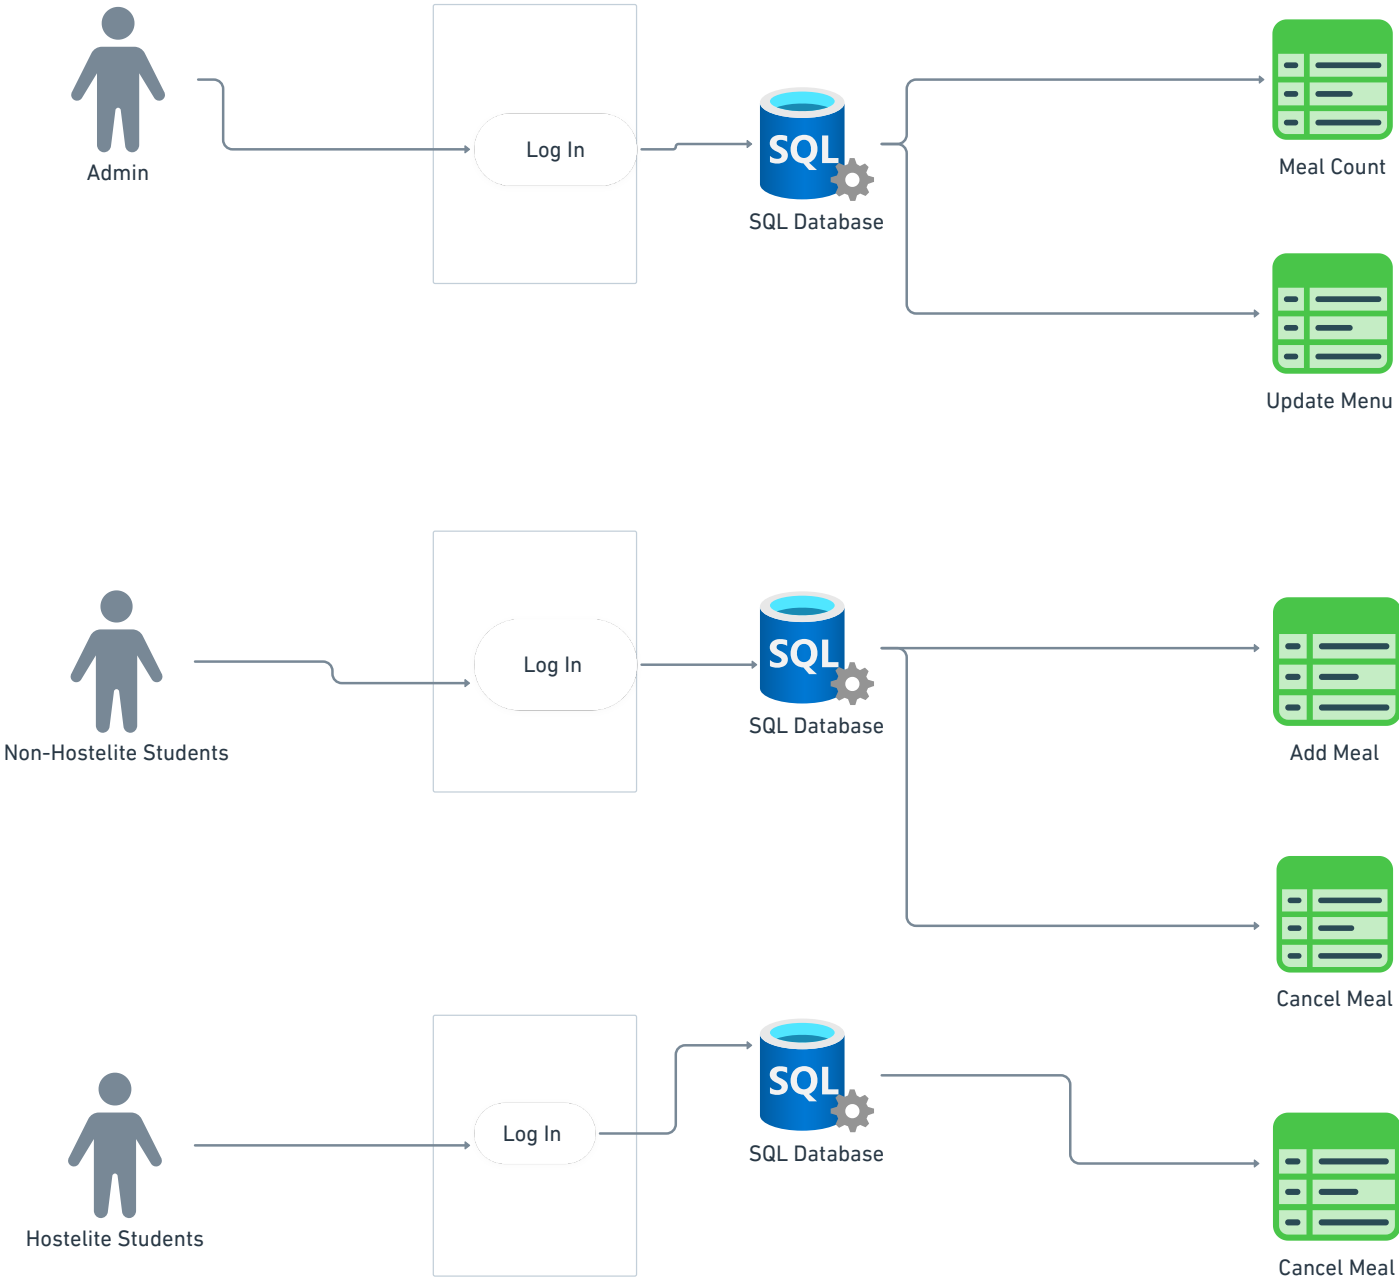 Admin
Log In
SQL
SQL Database
Meal Count
Update Menu
Non-Hostelite Students
Log In
SQL
SQL Database
Add Meal
Cancel Meal
Hostelite Students
Log In
SQL
SQL Database
Cancel Meal